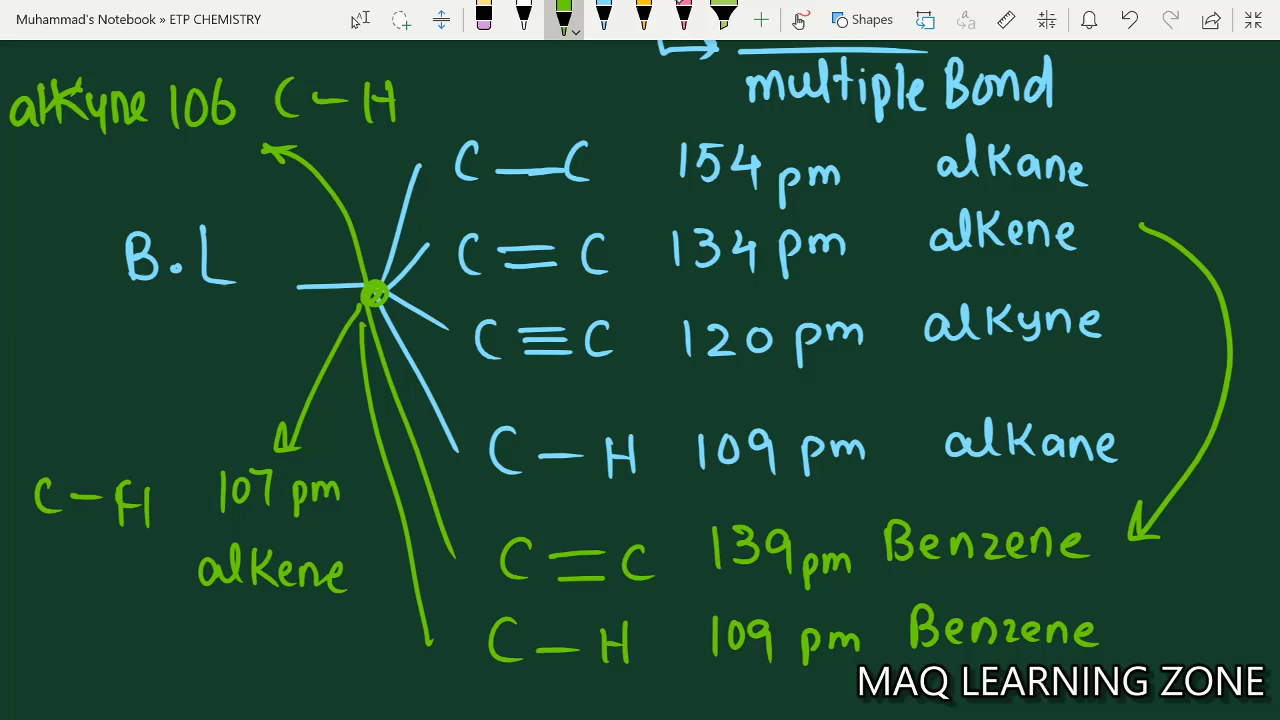 Muhammad's Notebook » ETP CHEMISTRY
Shapes
multiple Bond
alkyne 106 C - H
B.L
C — C 154 pm alkane
C = C 134 pm alkene
C ≡ C 120 pm alkyne
C - H 109 pm alkane
C - H 107 pm
alkene
C = C 139 pm Benzene
C - H 109 pm Benzene
MAQ LEARNING ZONE